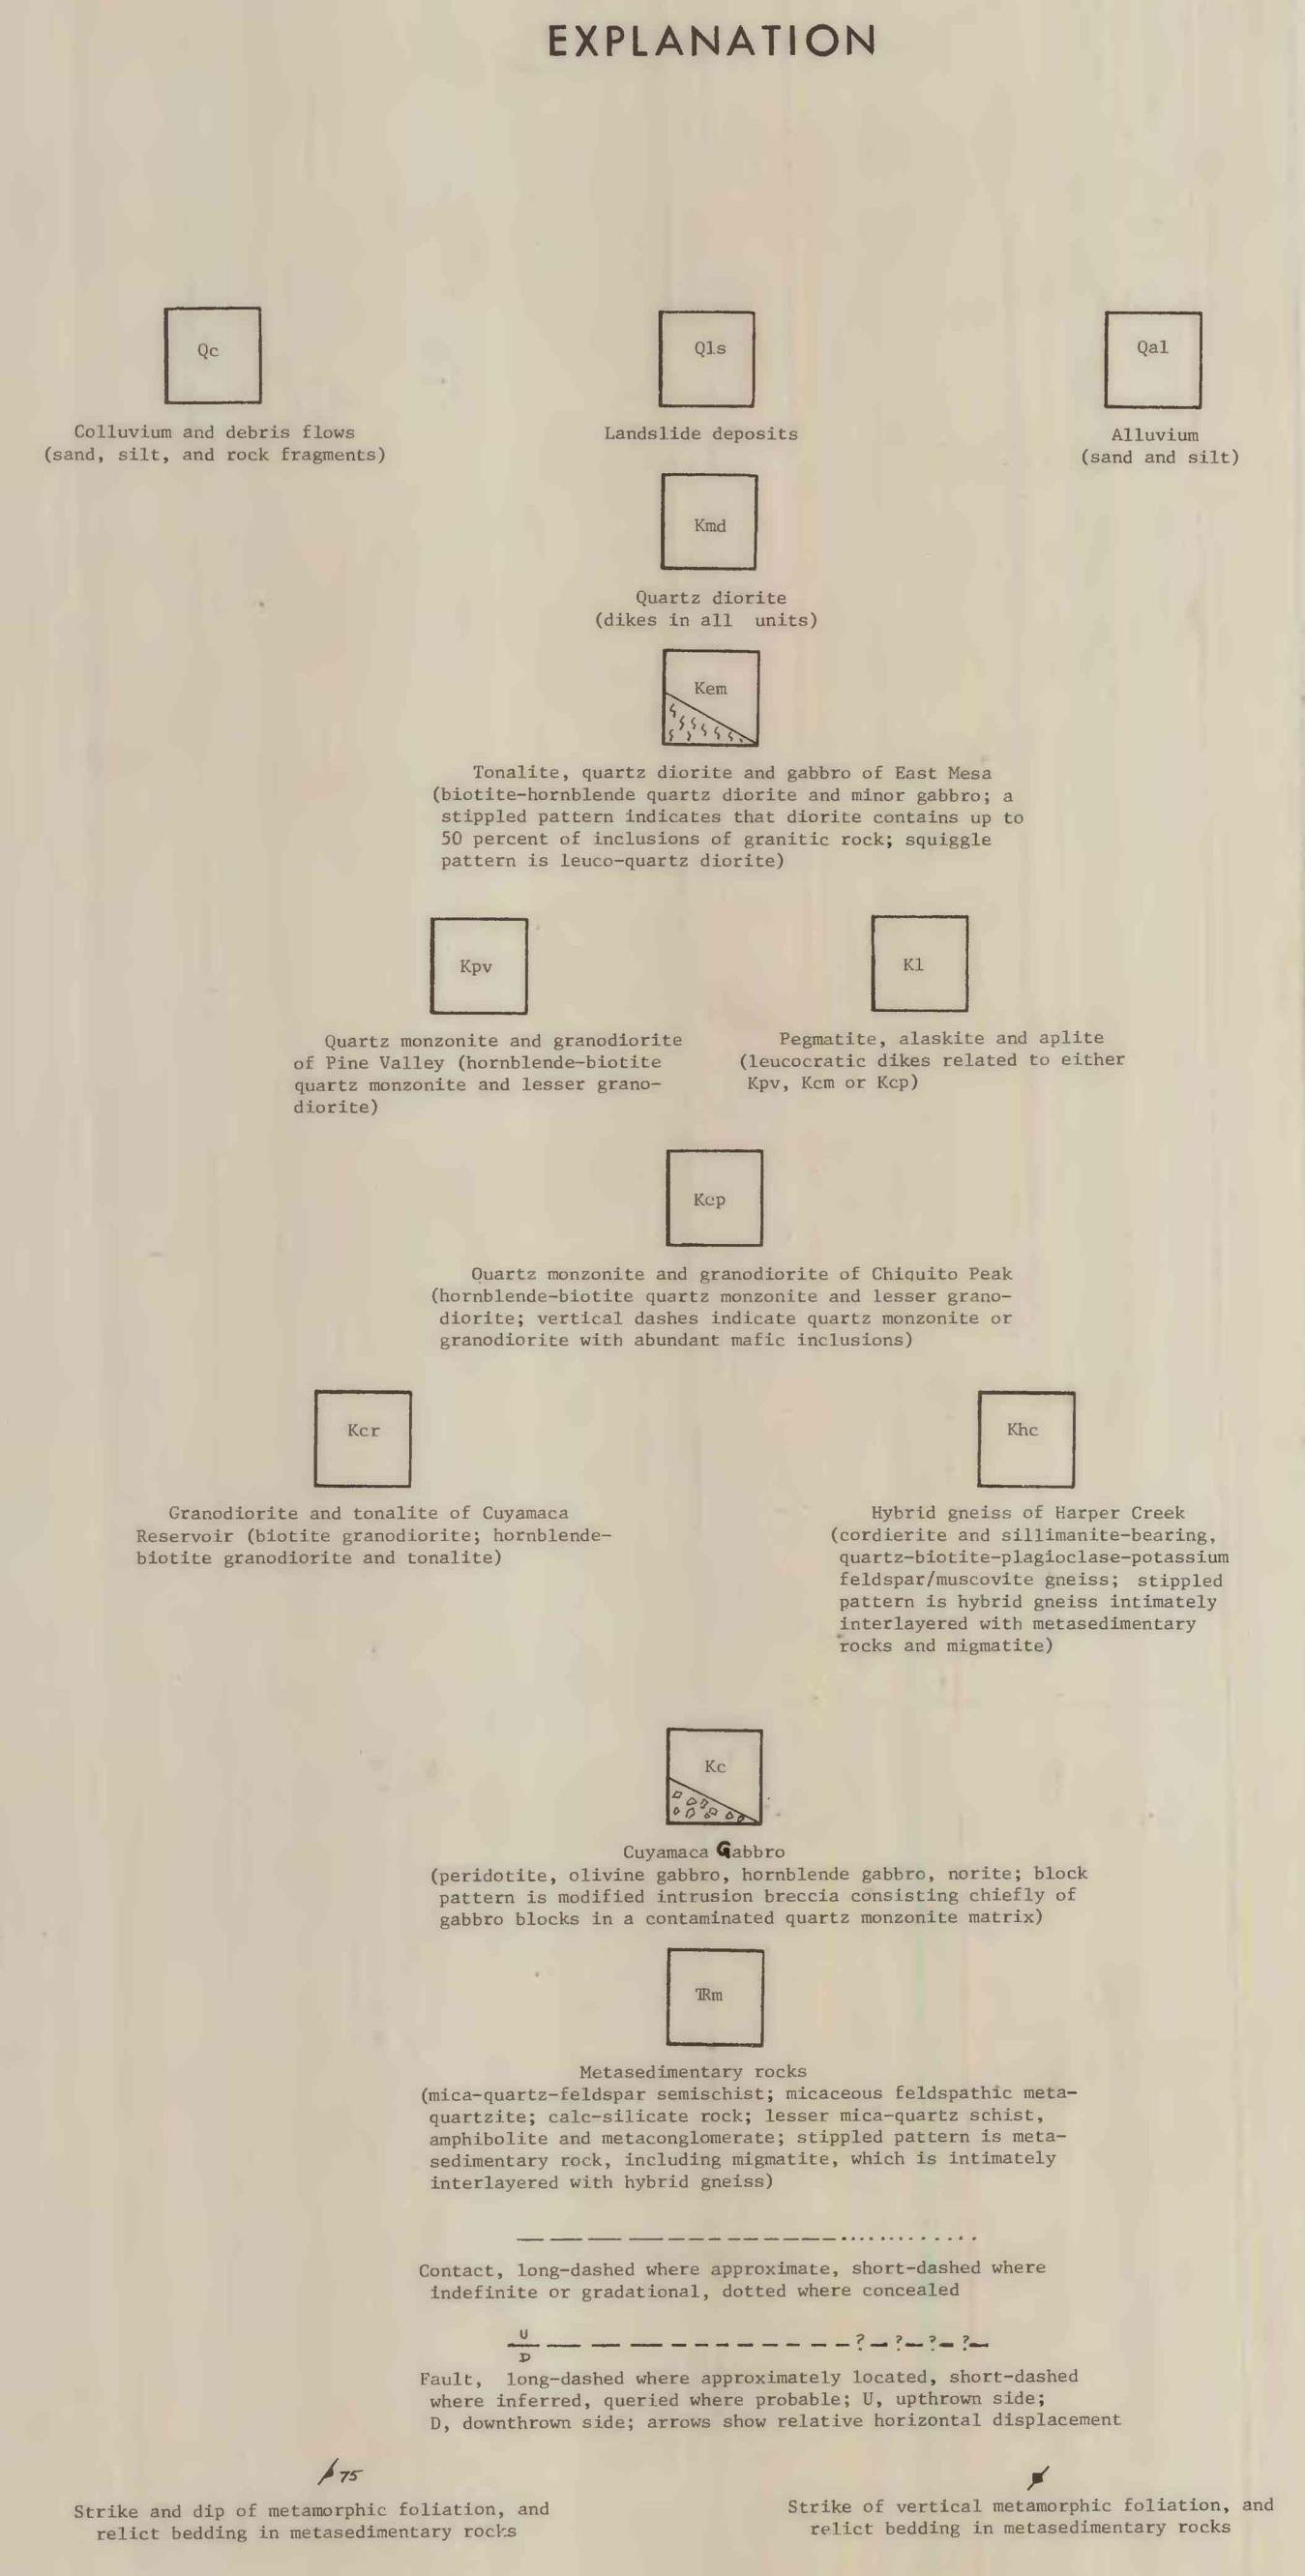 EXPLANATION
Qc
Qls
Qal
Colluvium and debris flows
(sand, silt, and rock fragments)
Landslide deposits
Alluvium
(sand and silt)
Kmd
Quartz diorite
(dikes in all units)
Kem
Tonalite, quartz diorite and gabbro of East Mesa
(biotite-hornblende quartz diorite and minor gabbro; a
stippled pattern indicates that diorite contains up to
50 percent of inclusions of granitic rock; squiggle
pattern is leuco-quartz diorite)
Kpv
Kl
Quartz monzonite and granodiorite
of Pine Valley (hornblende-biotite
quartz monzonite and lesser grano-
diorite)
Pegmatite, alaskite and aplite
(leucocratic dikes related to either
Kpv, Kcm or Kcp)
Kcp
Quartz monzonite and granodiorite of Chiquito Peak
(hornblende-biotite quartz monzonite and lesser grano-
diorite; vertical dashes indicate quartz monzonite or
granodiorite with abundant mafic inclusions)
Kcr
Khc
Granodiorite and tonalite of Cuyamaca
Reservoir (biotite granodiorite; hornblende-
biotite granodiorite and tonalite)
Hybrid gneiss of Harper Creek
(cordierite and sillimanite-bearing,
quartz-biotite-plagioclase-potassium
feldspar/muscovite gneiss; stippled
pattern is hybrid gneiss intimately
interlayered with metasedimentary
rocks and migmatite)
Kc
Cuyamaca Gabbro
(peridotite, olivine gabbro, hornblende gabbro, norite; block
pattern is modified intrusion breccia consisting chiefly of
gabbro blocks in a contaminated quartz monzonite matrix)
TRm
Metasedimentary rocks
(mica-quartz-feldspar semischist; micaceous feldspathic meta-
quartzite; calc-silicate rock; lesser mica-quartz schist,
amphibolite and metaconglomerate; stippled pattern is meta-
sedimentary rock, including migmatite, which is intimately
interlayered with hybrid gneiss)
Contact, long-dashed where approximate, short-dashed where
indefinite or gradational, dotted where concealed
U
? ? ? ?
D
Fault, long-dashed where approximately located, short-dashed
where inferred, queried where probable; U, upthrown side;
D, downthrown side; arrows show relative horizontal displacement
75
Strike and dip of metamorphic foliation, and
relict bedding in metasedimentary rocks
Strike of vertical metamorphic foliation, and
relict bedding in metasedimentary rocks